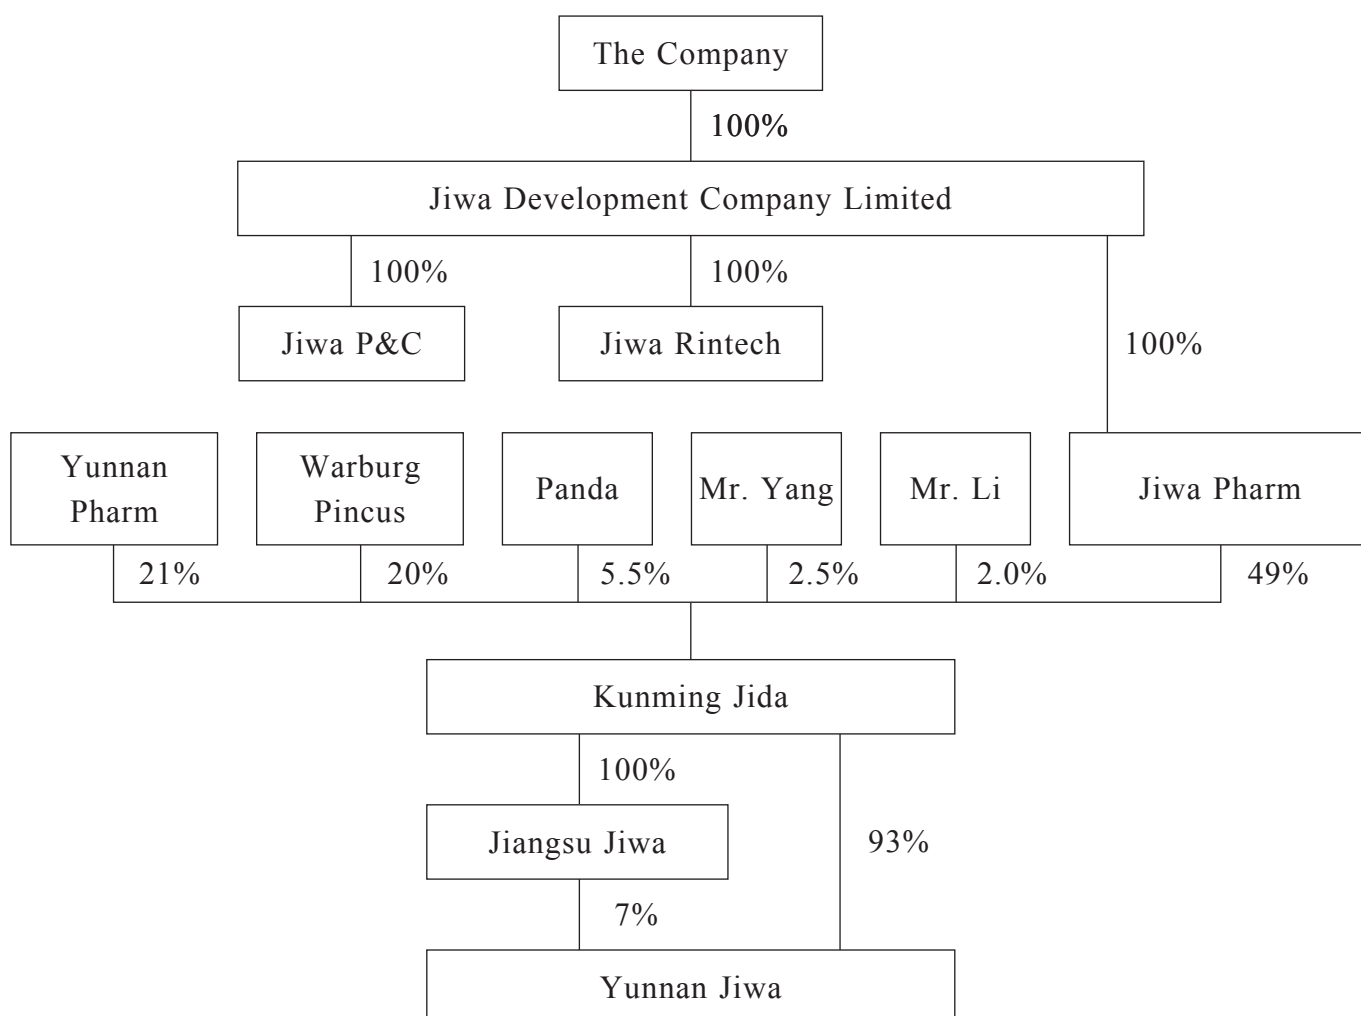 The Company
100%
Jiwa Development Company Limited
100%
100%
100%
Jiwa P&C
Jiwa Rintech
Yunnan
Pharm
Warburg
Pincus
Panda
Mr. Yang
Mr. Li
Jiwa Pharm
21%
20%
5.5%
2.5%
2.0%
49%
Kunming Jida
100%
Jiangsu Jiwa
93%
7%
Yunnan Jiwa